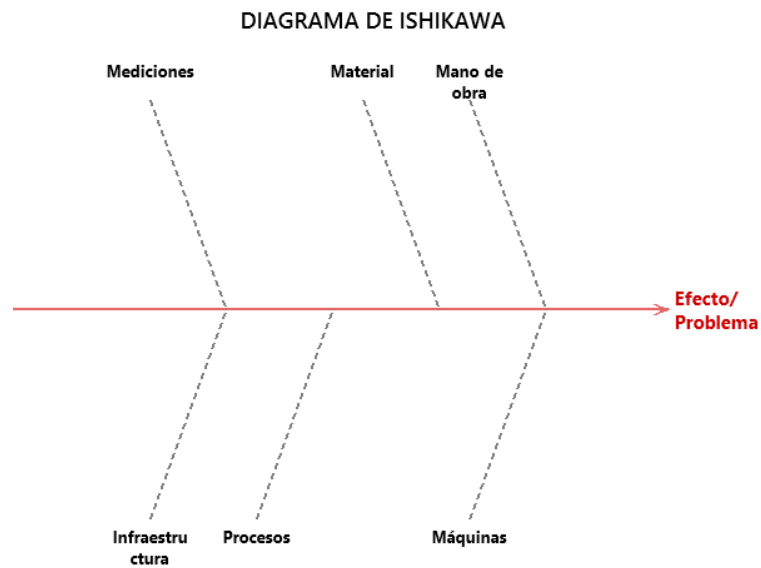 DIAGRAMA DE ISHIKAWA
Mediciones
Material
Mano de
obra
Efecto/
Problema
Infraestru
ctura
Procesos
Máquinas